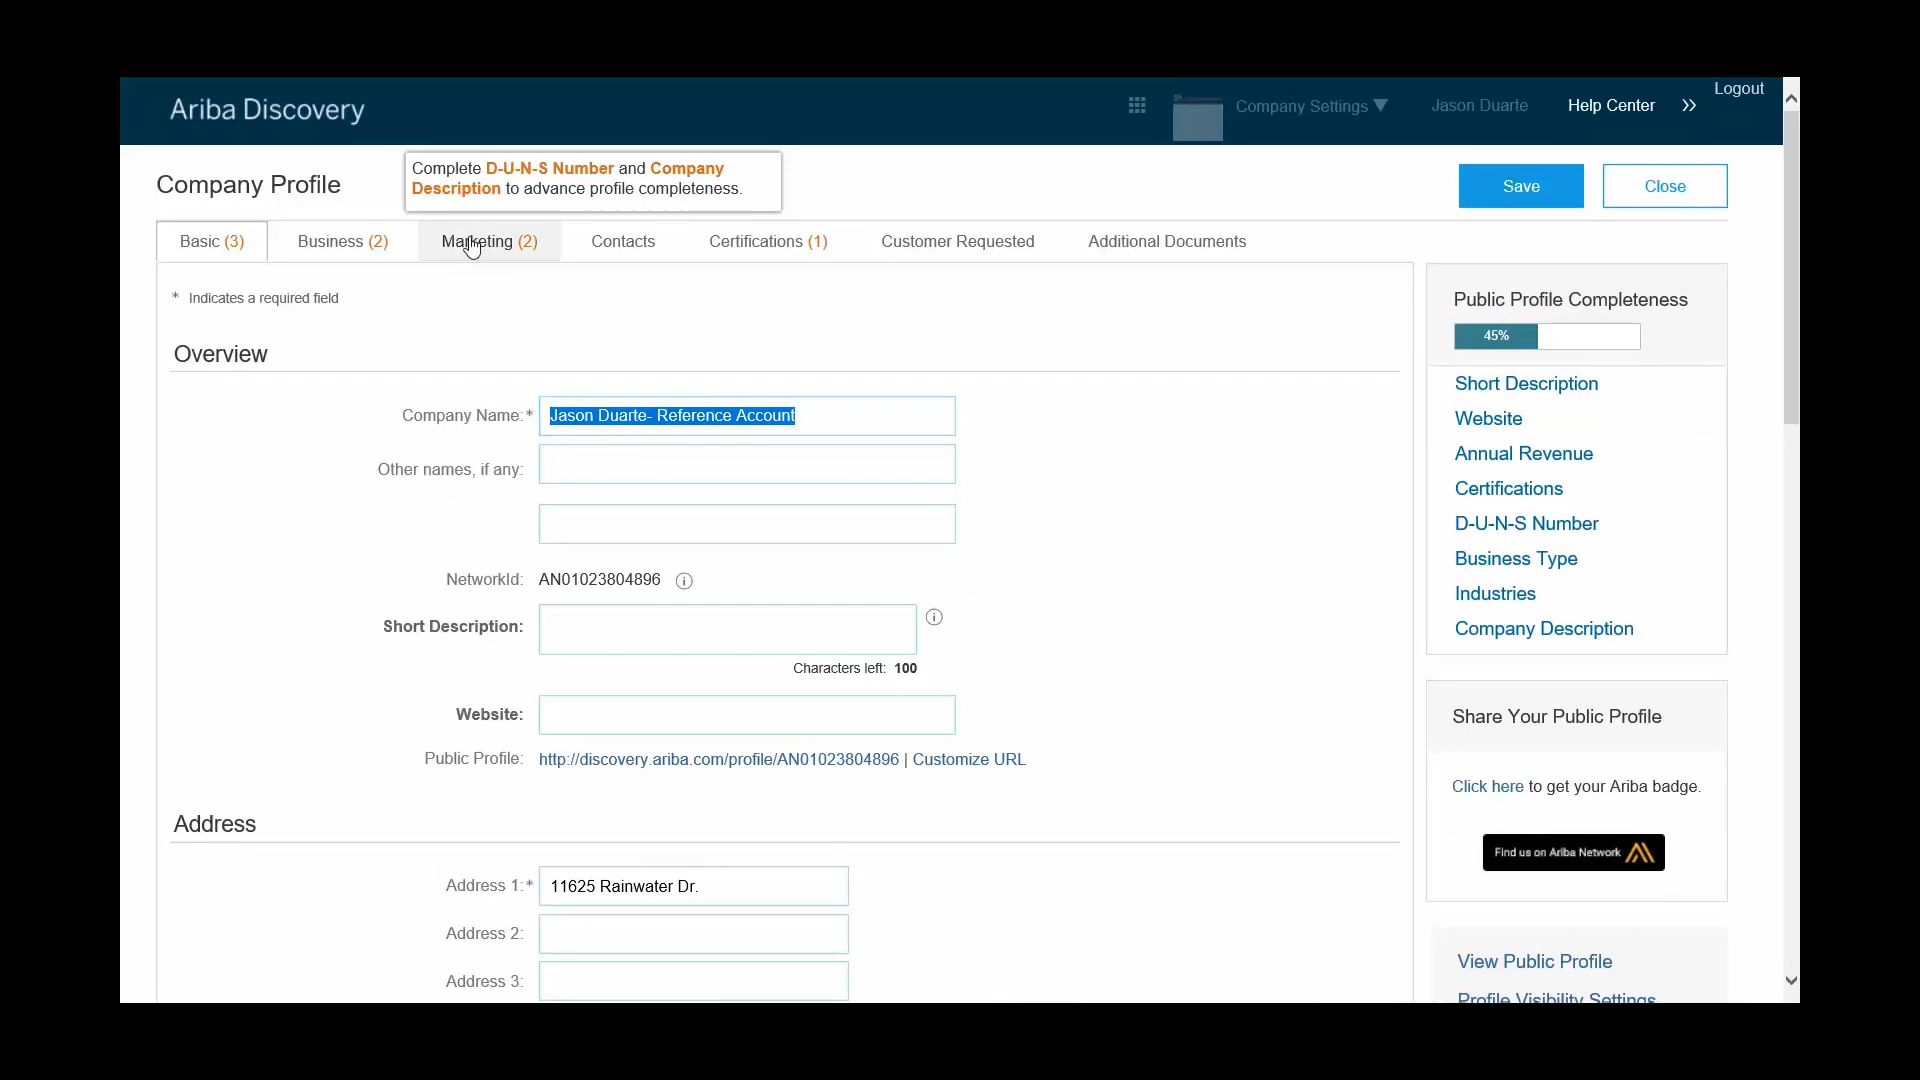 Logout
Ariba Discovery
Company Settings
Jason Duarte
Help Center
Company Profile
Complete D-U-N-S Number and Company
Description to advance profile completeness.
Save
Close
Basic (3)
Business (2)
Marketing (2)
Contacts
Certifications (1)
Customer Requested
Additional Documents
* Indicates a required field
Overview
Company Name:*
Jason Duarte- Reference Account
Other names, if any:
NetworkId:
AN01023804896
Short Description:
Characters left: 100
Website:
Public Profile:
http://discovery.ariba.com/profile/AN01023804896 | Customize URL
Address
Address 1:*
11625 Rainwater Dr.
Address 2:
Address 3:
Public Profile Completeness
45%
Short Description
Website
Annual Revenue
Certifications
D-U-N-S Number
Business Type
Industries
Company Description
Share Your Public Profile
Click here to get your Ariba badge.
Find us on Ariba Network
View Public Profile
Profile Visibility Settings